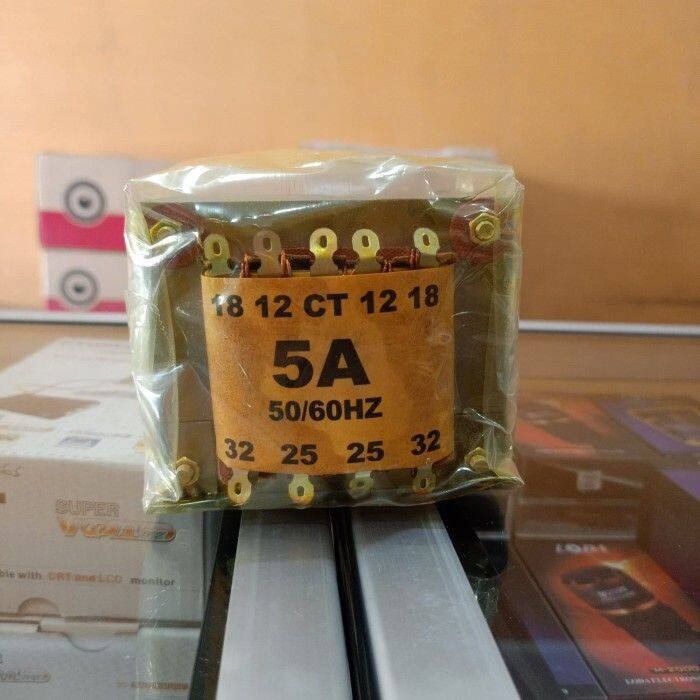 18 12 CT 12 18
5A
50/60HZ
32 25 25 32
SUPER
ble with CRT and LCD monitor
LODA